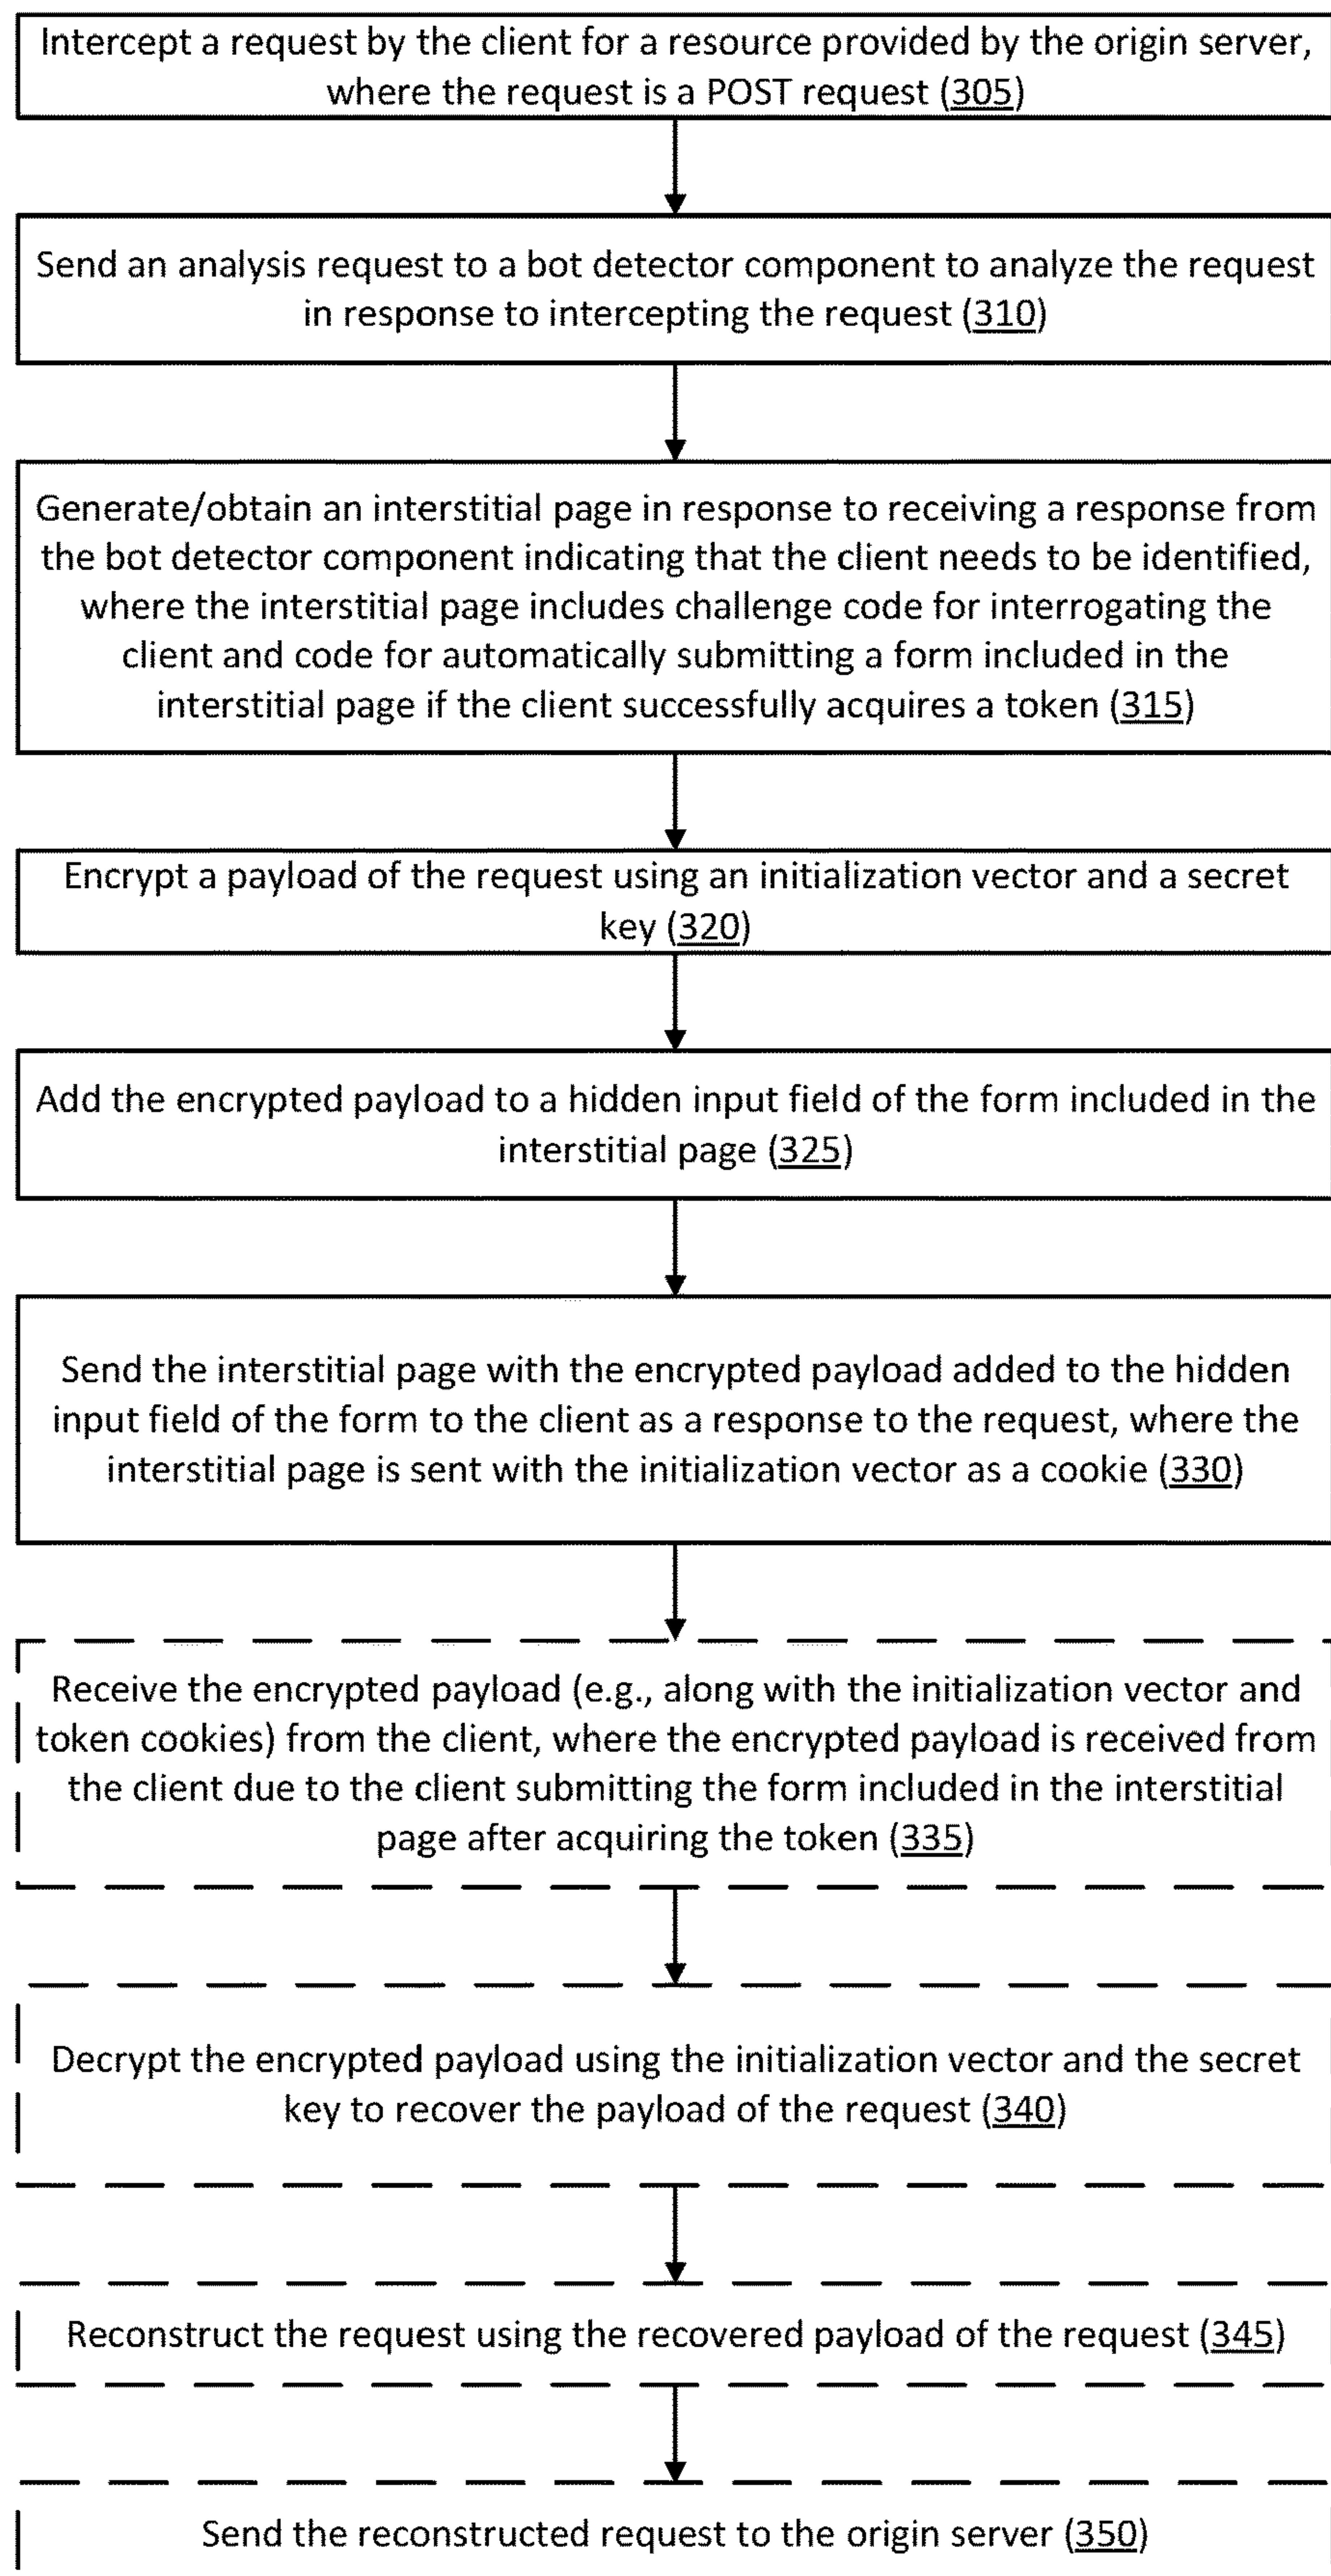 Intercept a request by the client for a resource provided by the origin server,
where the request is a POST request (305)
Send an analysis request to a bot detector component to analyze the request
in response to intercepting the request (310)
Generate/obtain an interstitial page in response to receiving a response from
the bot detector component indicating that the client needs to be identified,
where the interstitial page includes challenge code for interrogating the
client and code for automatically submitting a form included in the
interstitial page if the client successfully acquires a token (315)
Encrypt a payload of the request using an initialization vector and a secret
key (320)
Add the encrypted payload to a hidden input field of the form included in the
interstitial page (325)
Send the interstitial page with the encrypted payload added to the hidden
input field of the form to the client as a response to the request, where the
interstitial page is sent with the initialization vector as a cookie (330)
Receive the encrypted payload (e.g., along with the initialization vector and
token cookies) from the client, where the encrypted payload is received from
the client due to the client submitting the form included in the interstitial
page after acquiring the token (335)
Decrypt the encrypted payload using the initialization vector and the secret
key to recover the payload of the request (340)
Reconstruct the request using the recovered payload of the request (345)
Send the reconstructed request to the origin server (350)